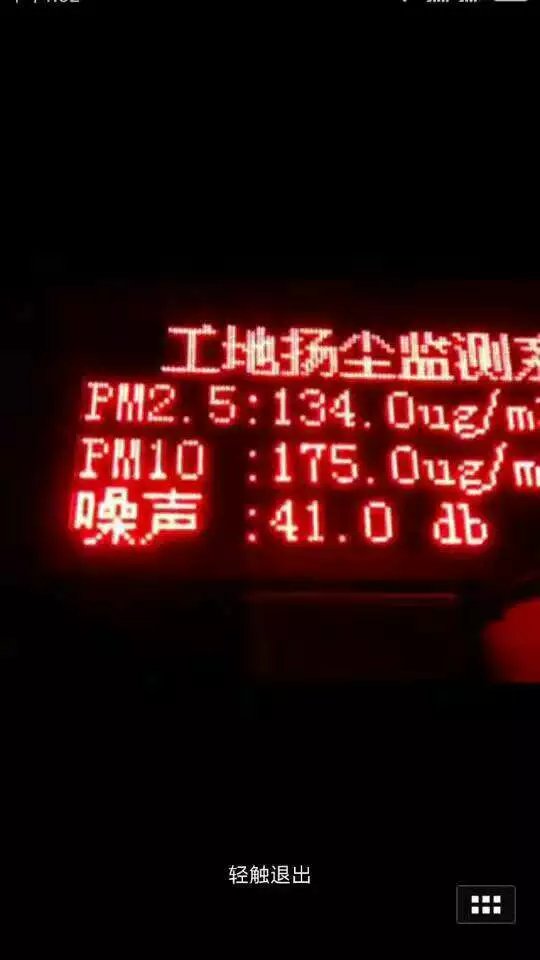 工地扬尘监测系
PM2.5:134.0ug/m
PM10 :175.0ug/m
噪声 :41.0 db
轻触退出